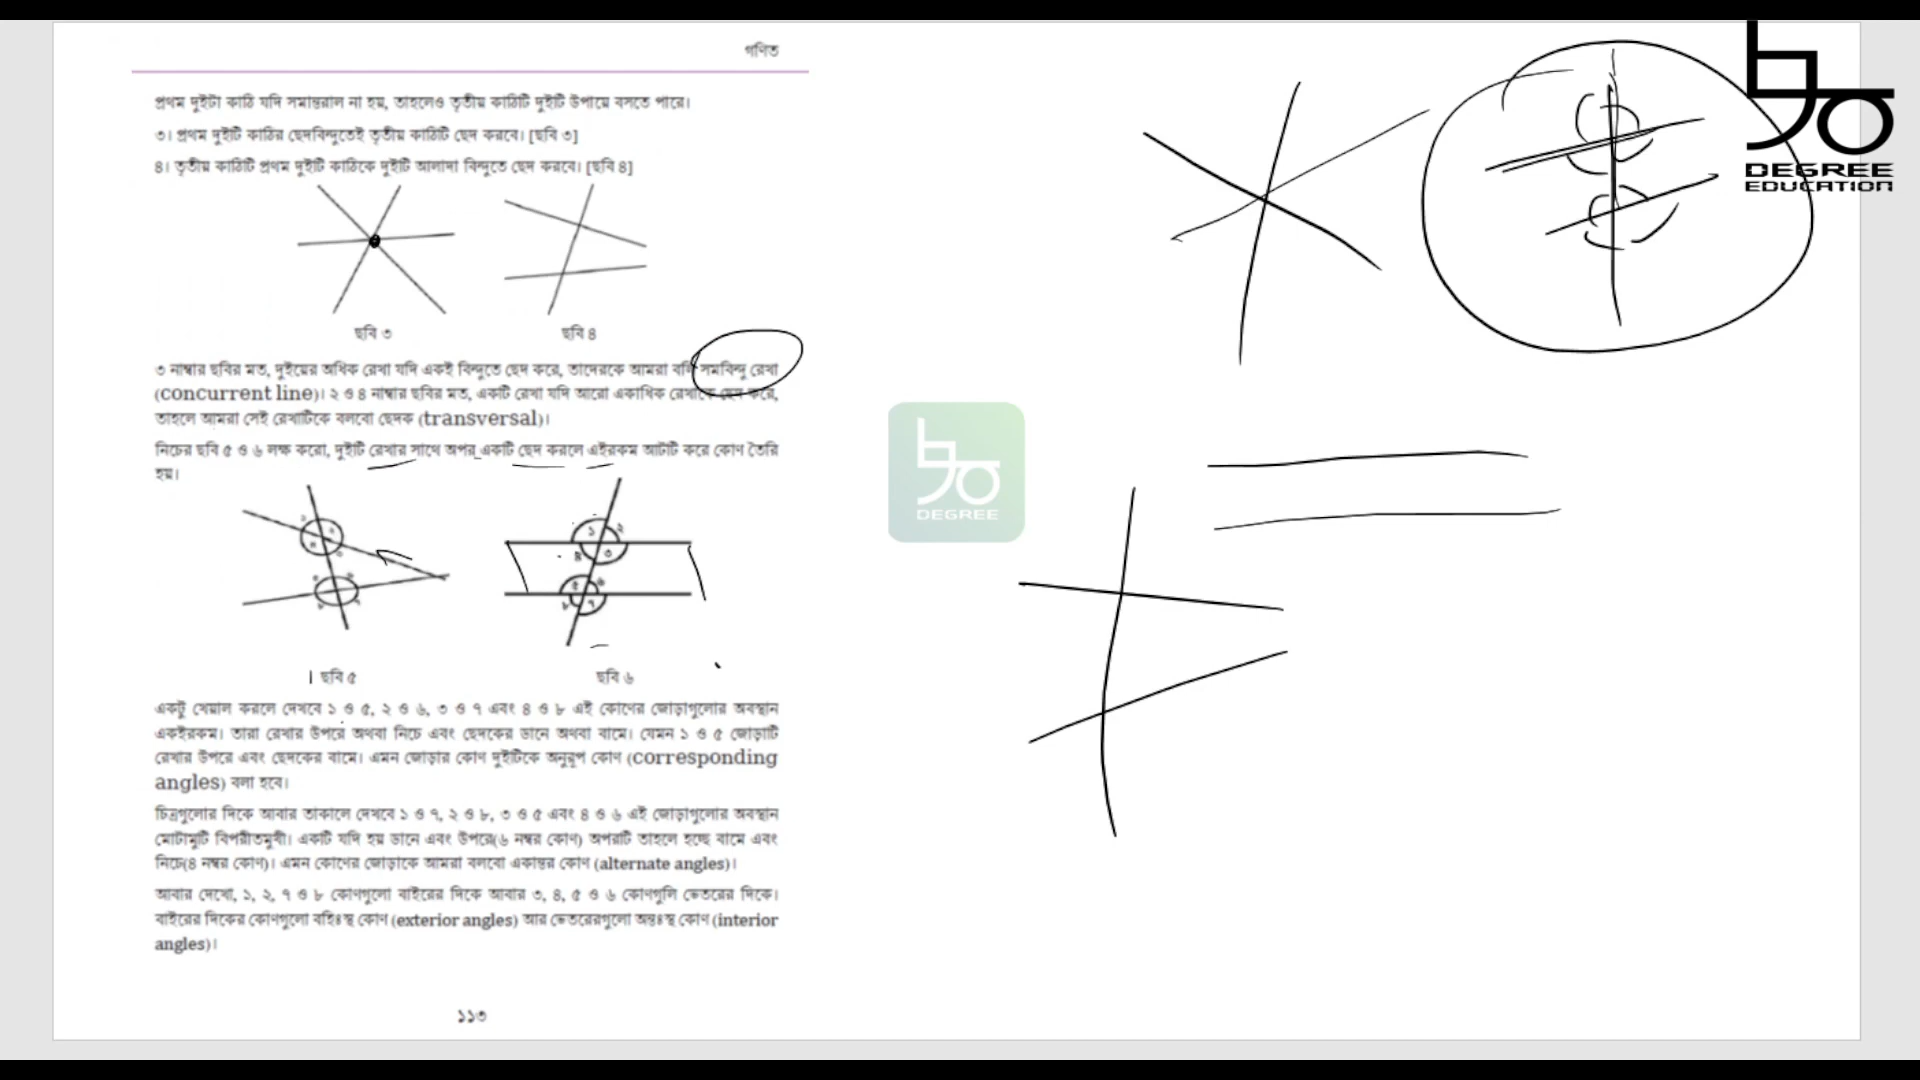 গণিত
প্রথম দুইটা কাঠি যদি সমান্তরাল না হয়, তাহলেও তৃতীয় কাঠিটি দুইটি উপায়ে বসতে পারে।
৩। প্রথম দুইটি কাঠির ছেদবিন্দুতেই তৃতীয় কাঠিটি ছেদ করবে। [ছবি ৩]
৪। তৃতীয় কাঠিটি প্রথম দুইটি কাঠিকে দুইটি আলাদা বিন্দুতে ছেদ করবে। [ছবি ৪]
ছবি ৩
ছবি ৪
৩ নাম্বার ছবির মত, দুইয়ের অধিক রেখা যদি একই বিন্দুতে ছেদ করে, তাদেরকে আমরা বলি সমবিন্দু রেখা
(concurrent line)। ২ ও ৪ নাম্বার ছবির মত, একটি রেখা যদি আরো একাধিক রেখাকে ছেদ করে,
তাহলে আমরা সেই রেখাটিকে বলবো ছেদক (transversal)।
নিচের ছবি ৫ ও ৬ লক্ষ করো, দুইটি রেখার সাথে অপর একটি ছেদ করলে এইরকম আটটি করে কোণ তৈরি
হয়।
১ ২
৪ ৩
৫ ৬
৮ ৭
ছবি ৫
ছবি ৬
একটু খেয়াল করলে দেখবে ১ ও ৫, ২ ও ৬, ৩ ও ৭ এবং ৪ ও ৮ এই কোণের জোড়াগুলোর অবস্থান
একইরকম। তারা রেখার উপরে অথবা নিচে এবং ছেদকের ডানে অথবা বামে। যেমন ১ ও ৫ জোড়াটি
রেখার উপরে এবং ছেদকের বামে। এমন জোড়ার কোণ দুইটিকে অনুরূপ কোণ (corresponding
angles) বলা হবে।
চিত্রগুলোর দিকে আবার তাকালে দেখবে ১ ও ৭, ২ ও ৮, ৩ ও ৫ এবং ৪ ও ৬ এই জোড়াগুলোর অবস্থান
মোটামুটি বিপরীতমুখী। একটি যদি হয় ডানে এবং উপরে(৬ নম্বর কোণ) অপরটি তাহলে হচ্ছে বামে এবং
নিচে(৪ নম্বর কোণ)। এমন কোণের জোড়াকে আমরা বলবো একান্তর কোণ (alternate angles)।
আবার দেখো, ১, ২, ৭ ও ৮ কোণগুলো বাইরের দিকে আবার ৩, ৪, ৫ ও ৬ কোণগুলি ভেতরের দিকে।
বাইরের দিকের কোণগুলো বহিঃস্থ কোণ (exterior angles) আর ভেতরেরগুলো অন্তঃস্থ কোণ (interior
angles)।
১১৩
DEGREE
DEGREE
EDUCATION